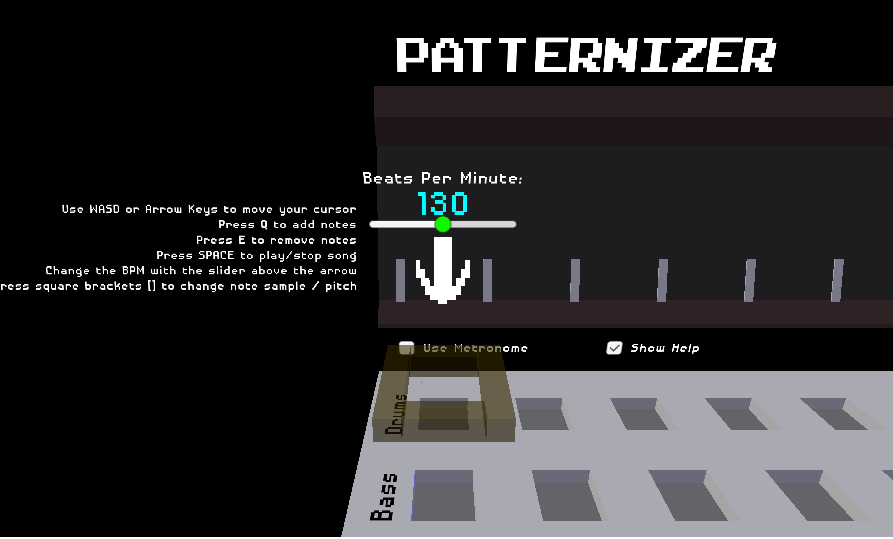 PATTERNIZER
Beats Per Minute:
130
Use WASD or Arrow Keys to move your cursor
Press Q to add notes
Press E to remove notes
Press SPACE to play/stop song
Change the BPM with the slider above the arrow
ress square brackets [] to change note sample / pitch
Use Metronome
Show Help
Drums
Bass